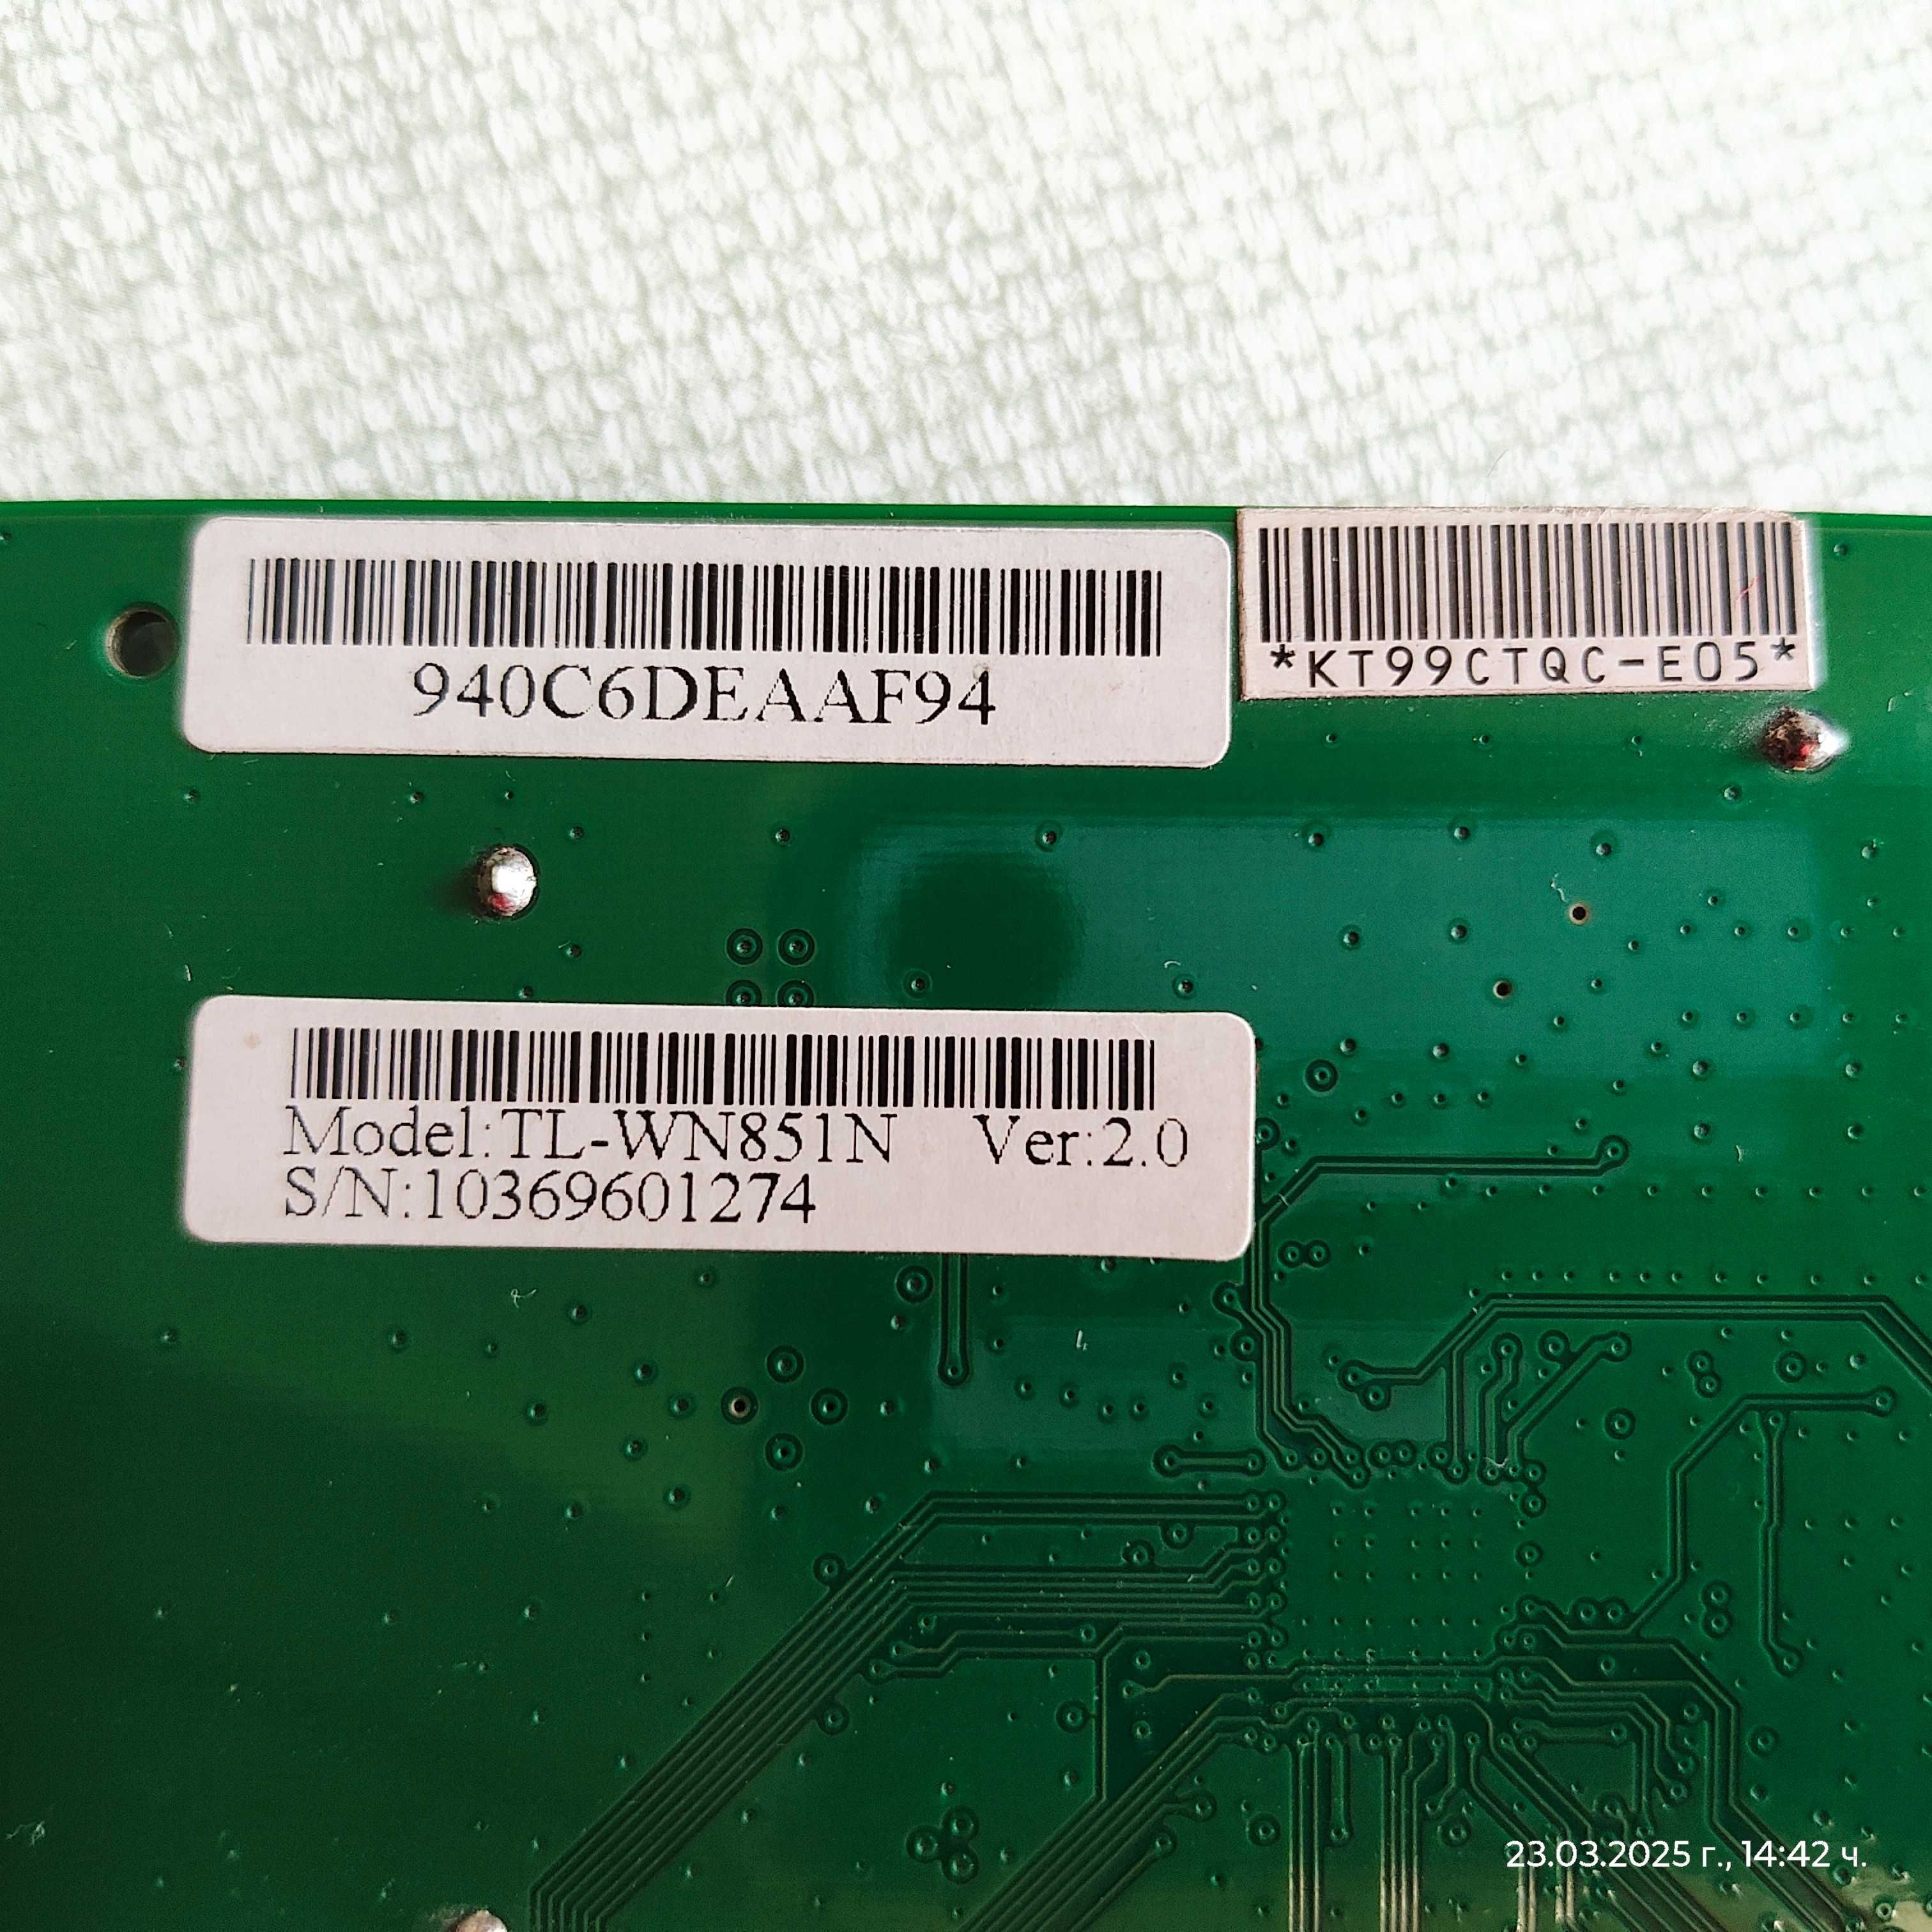 940C6DEAAF94
*KT99CTQC-E05*
Model:TL-WN851N Ver:2.0
S/N:10369601274
23.03.2025 г., 14:42 ч.